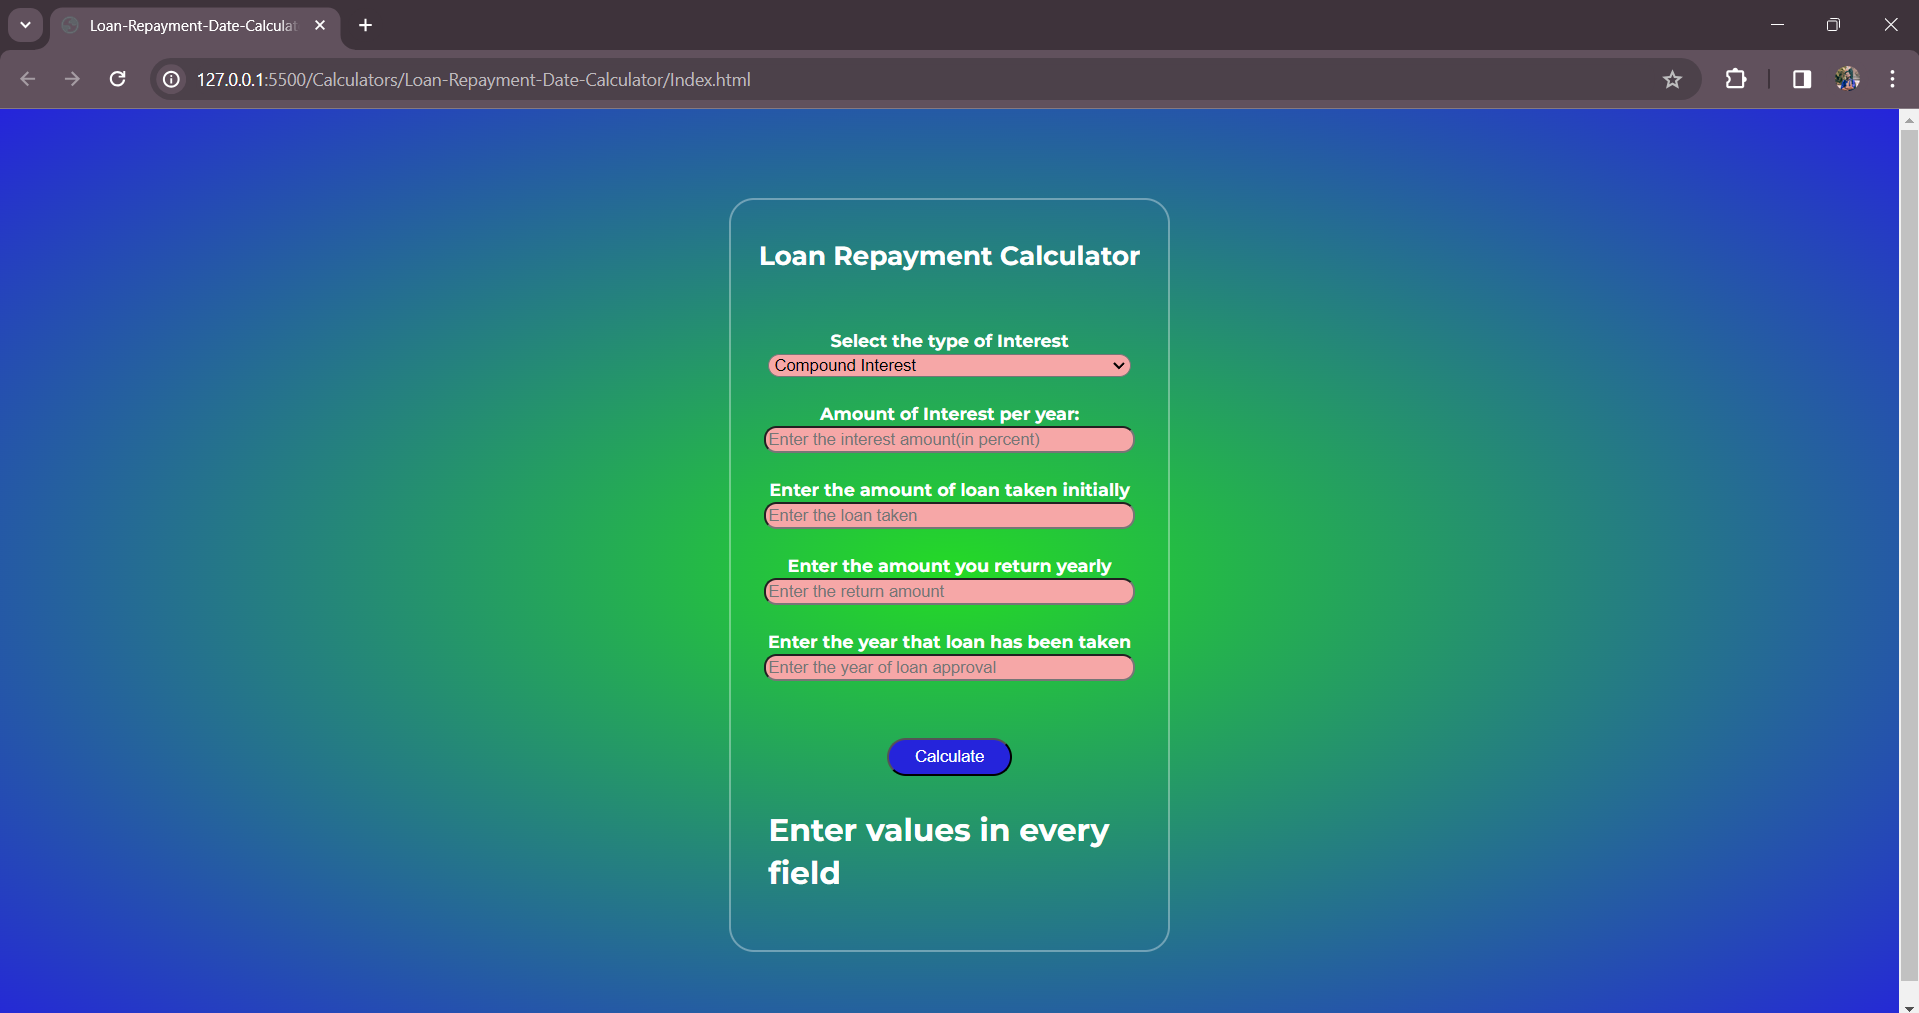 Loan-Repayment-Date-Calculat
127.0.0.1:5500/Calculators/Loan-Repayment-Date-Calculator/Index.html
Loan Repayment Calculator
Select the type of Interest
Compound Interest
Amount of Interest per year:
Enter the interest amount(in percent)
Enter the amount of loan taken initially
Enter the loan taken
Enter the amount you return yearly
Enter the return amount
Enter the year that loan has been taken
Enter the year of loan approval
Calculate
Enter values in every
field